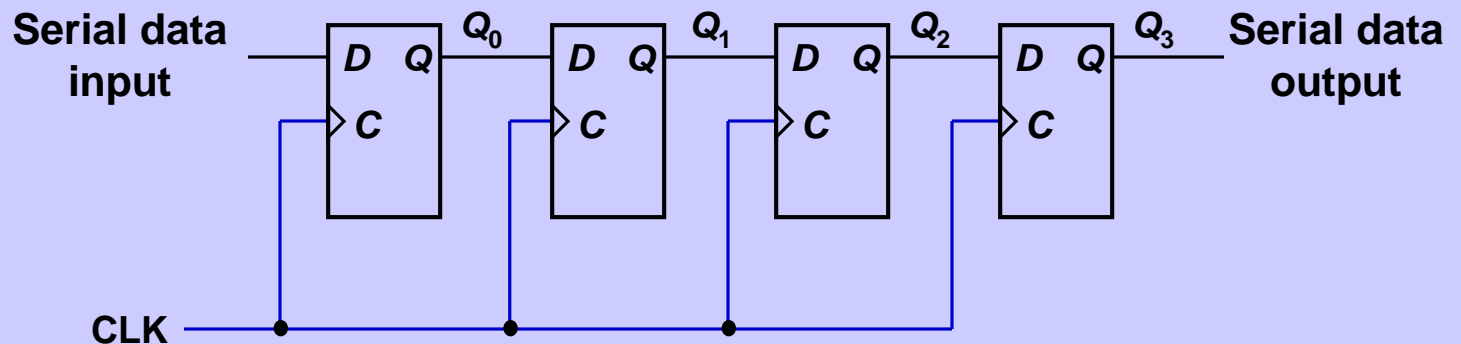 Serial data
input
Q0
Q1
Q2
Q3
Serial data
output
D Q
D Q
D Q
D Q
C
C
C
C
CLK